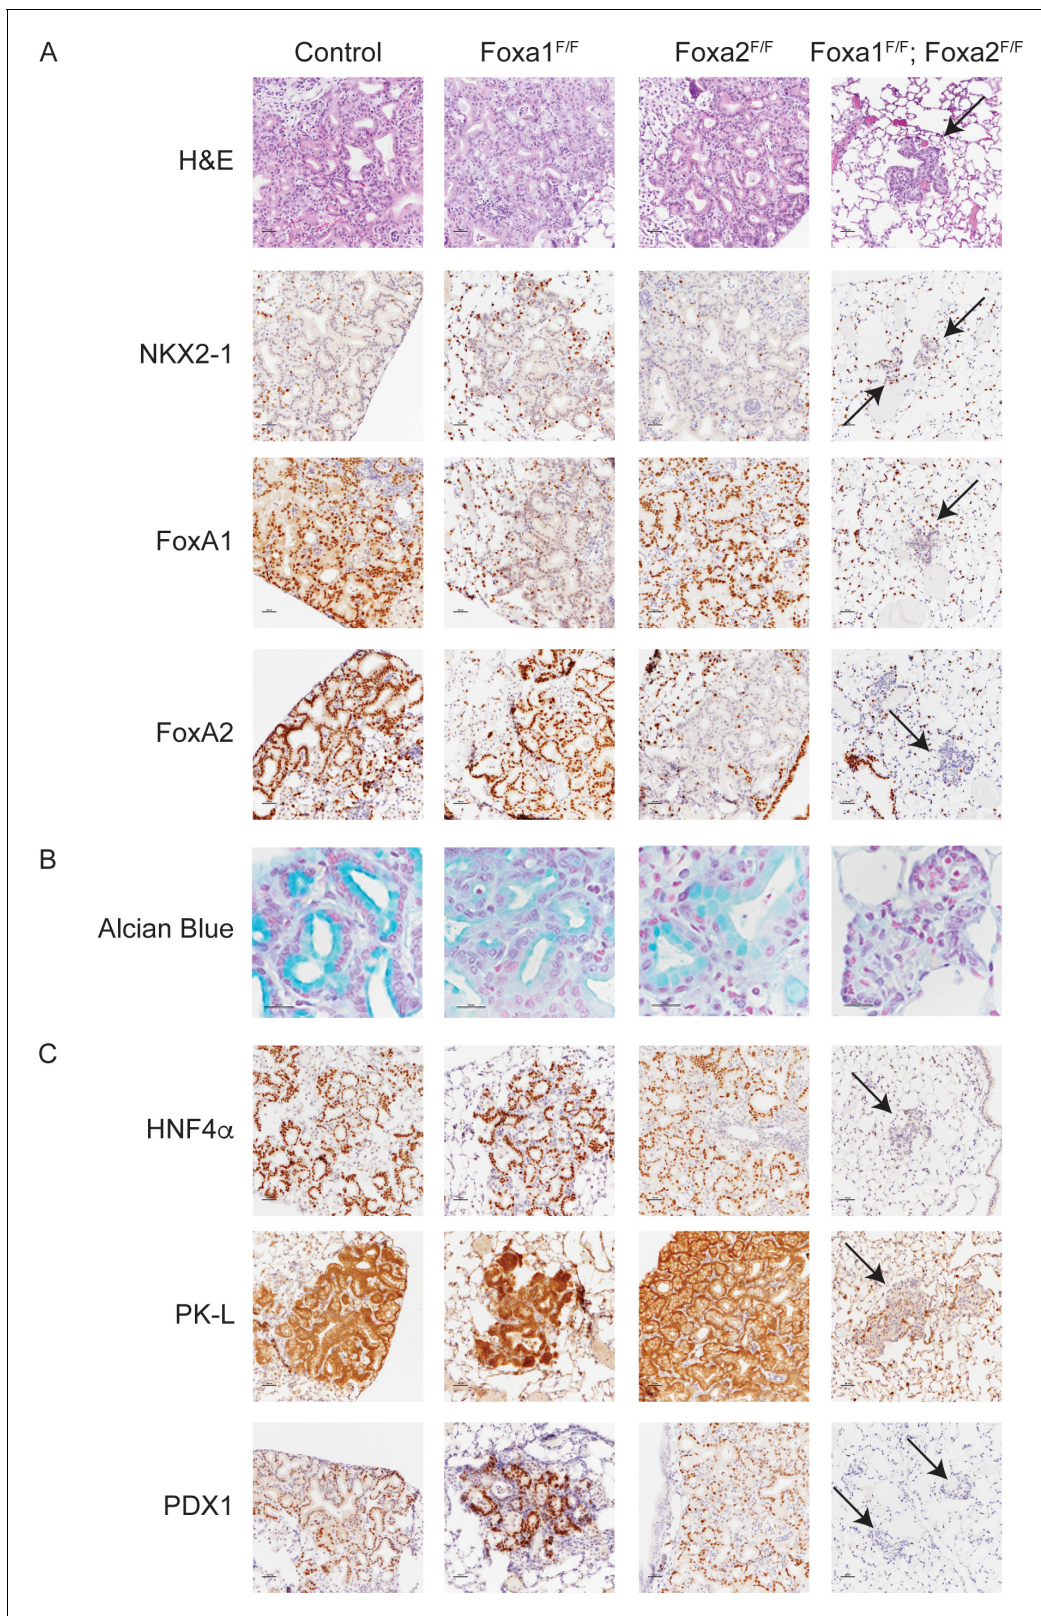 A
Control
Foxa1F/F
Foxa2F/F
Foxa1F/F; Foxa2F/F
H&E
NKX2-1
FoxA1
FoxA2
B
Alcian Blue
C
HNF4α
PK-L
PDX1